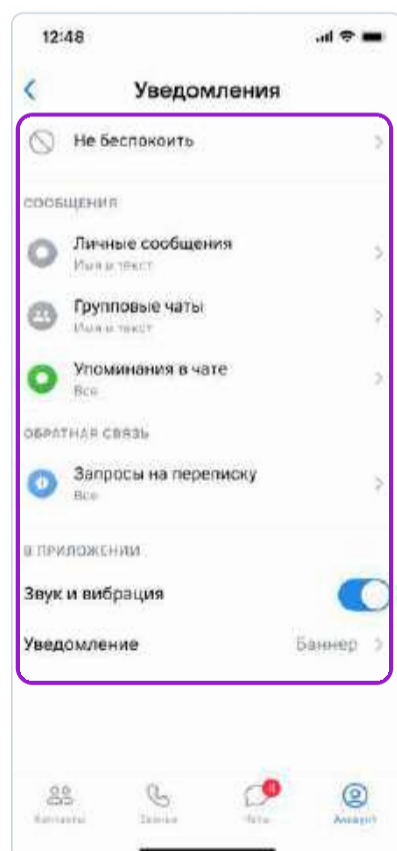 12:48
Уведомления
Не беспокоить
СООБЩЕНИЯ
Личные сообщения
Имя и текст
Групповые чаты
Имя и текст
Упоминания в чате
Все
ОБРАТНАЯ СВЯЗЬ
Запросы на переписку
Все
В ПРИЛОЖЕНИИ
Звук и вибрация
Уведомление
Баннер
Контакты
Звонки
Чаты
Аккаунт